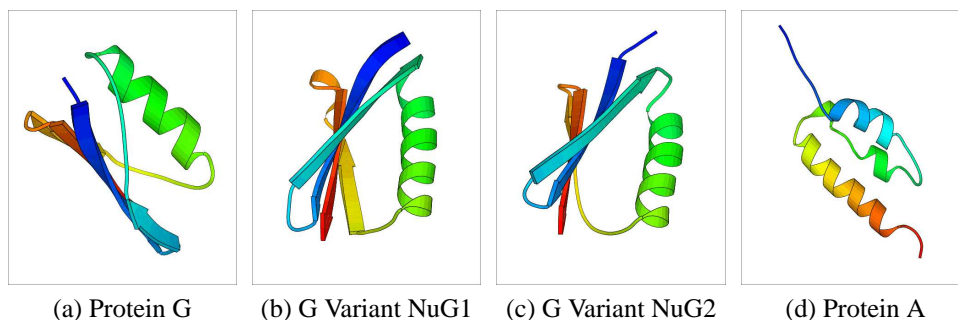 (a) Protein G
(b) G Variant NuG1
(c) G Variant NuG2
(d) Protein A